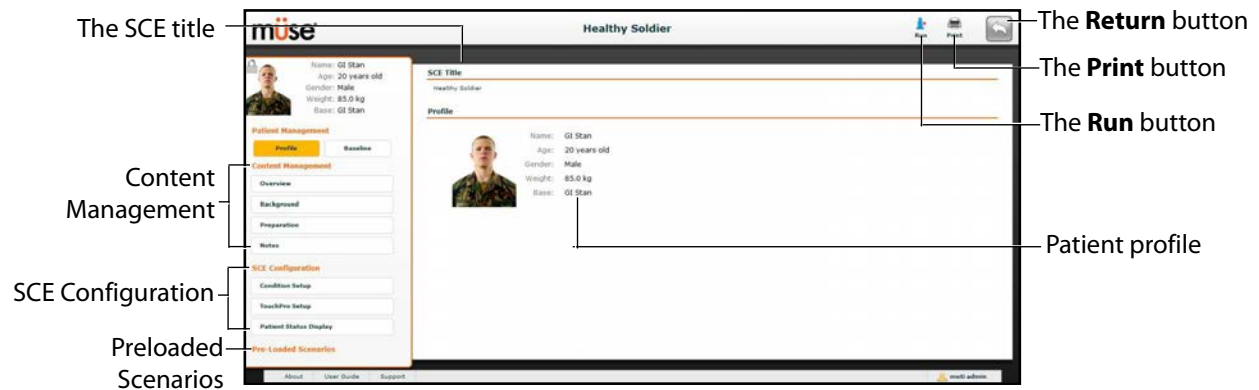 The SCE title
müse
Healthy Soldier
Run
Print
The Return button
The Print button
The Run button
Name: GI Stan
Age: 20 years old
Gender: Male
Weight: 85.0 kg
Base: GI Stan
Patient Management
Profile
Baseline
Content Management
Overview
Background
Preparation
Notes
SCE Configuration
Condition Setup
TouchPro Setup
Patient Status Display
Pre-Loaded Scenarios
SCE Title
Healthy Soldier
Profile
Name: GI Stan
Age: 20 years old
Gender: Male
Weight: 85.0 kg
Base: GI Stan
Content
Management
SCE Configuration
Preloaded
Scenarios
Patient profile
About
User Guide
Support
meti admin